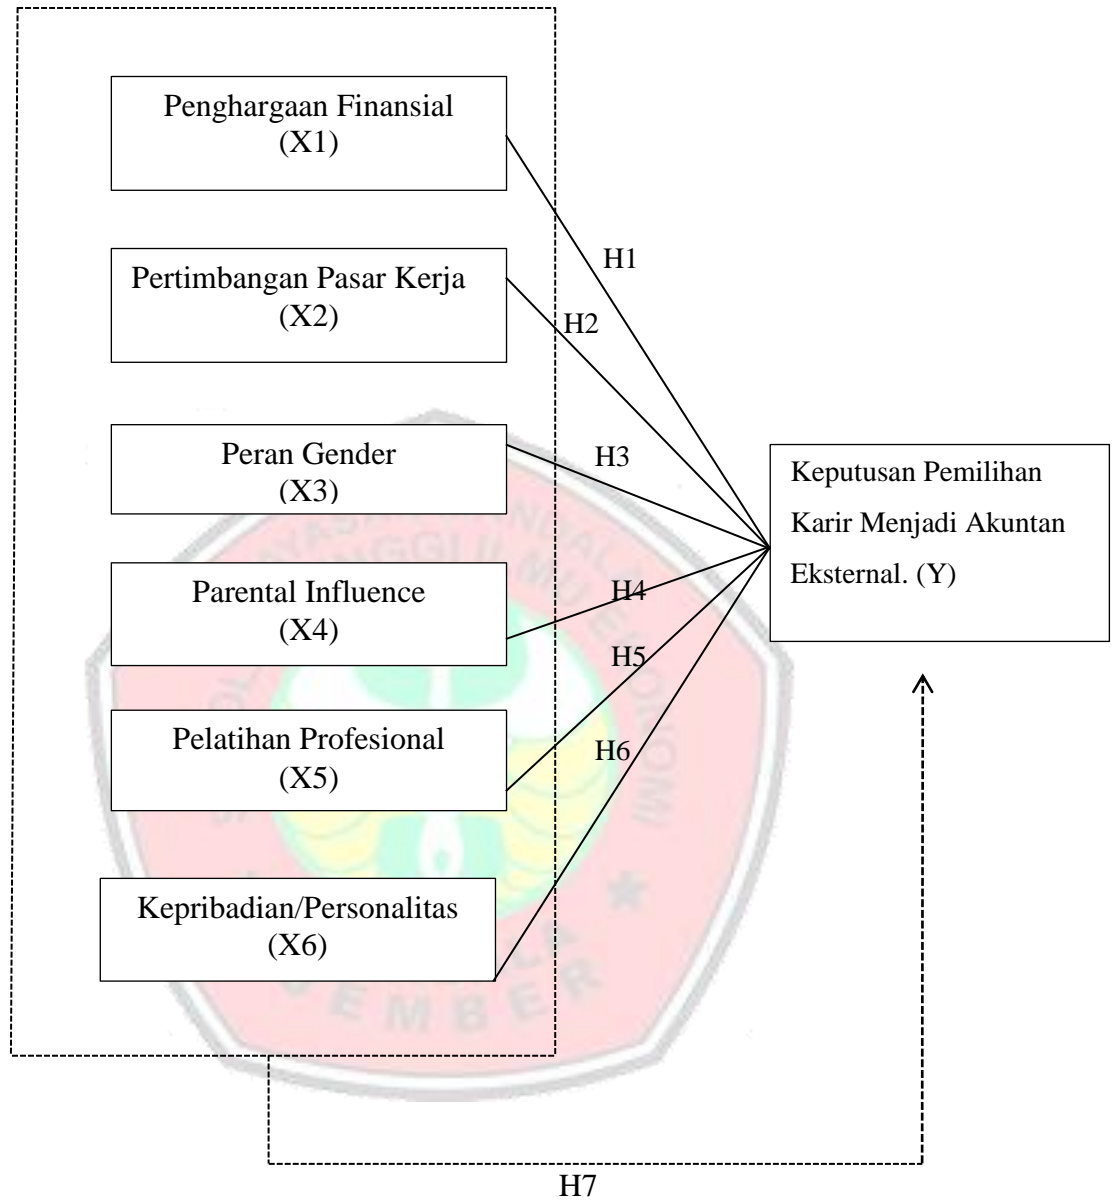 Penghargaan Finansial
(X1)
H1
Pertimbangan Pasar Kerja
(X2)
H2
Peran Gender
(X3)
H3
Keputusan Pemilihan
Karir Menjadi Akuntan
Eksternal. (Y)
Parental Influence
(X4)
H4
H5
Pelatihan Profesional
(X5)
H6
Kepribadian/Personalitas
(X6)
JEMBER
H7